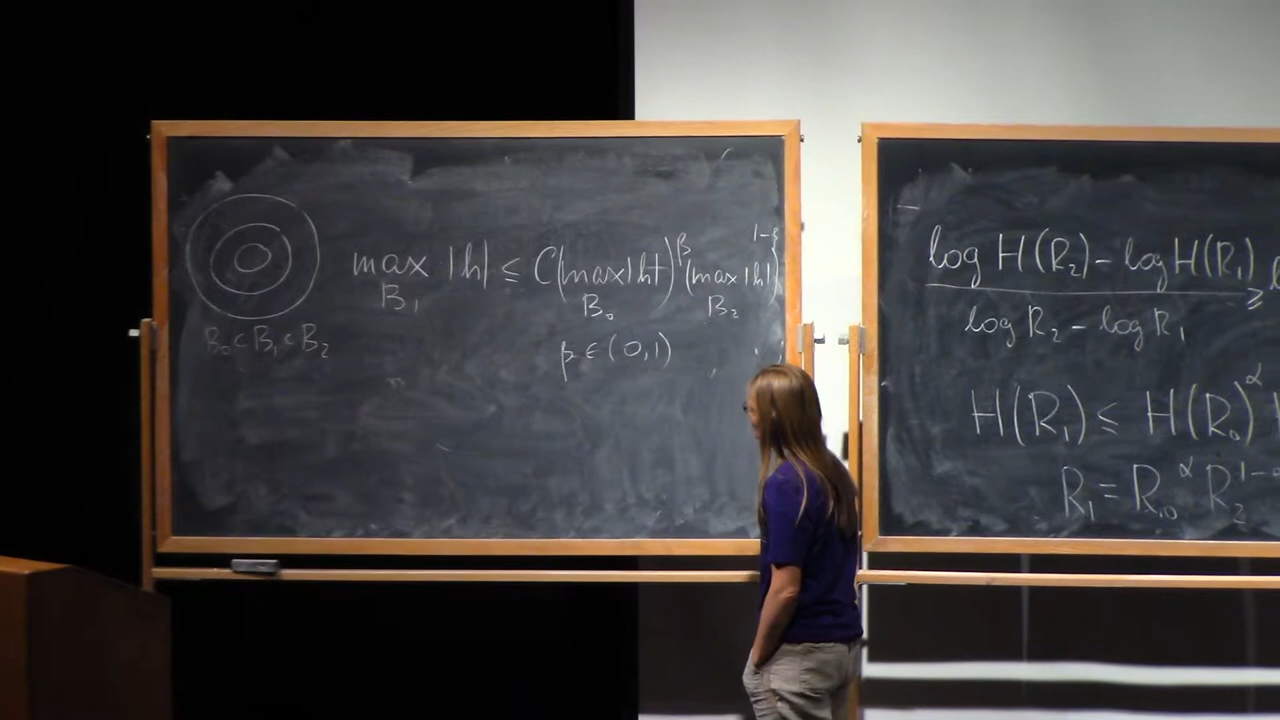 max |h| ≤ C(max|h|)^β (max|h|)^1-β
B₁ B₀ B₂
B₀⊂B₁⊂B₂
β ∈ (0,1)
log H(R₂) - log H(R₁)
≥
log R₂ - log R₁
H(R₁) ≤ H(R₀)^α
R₁ = R₀^α R₂^1-